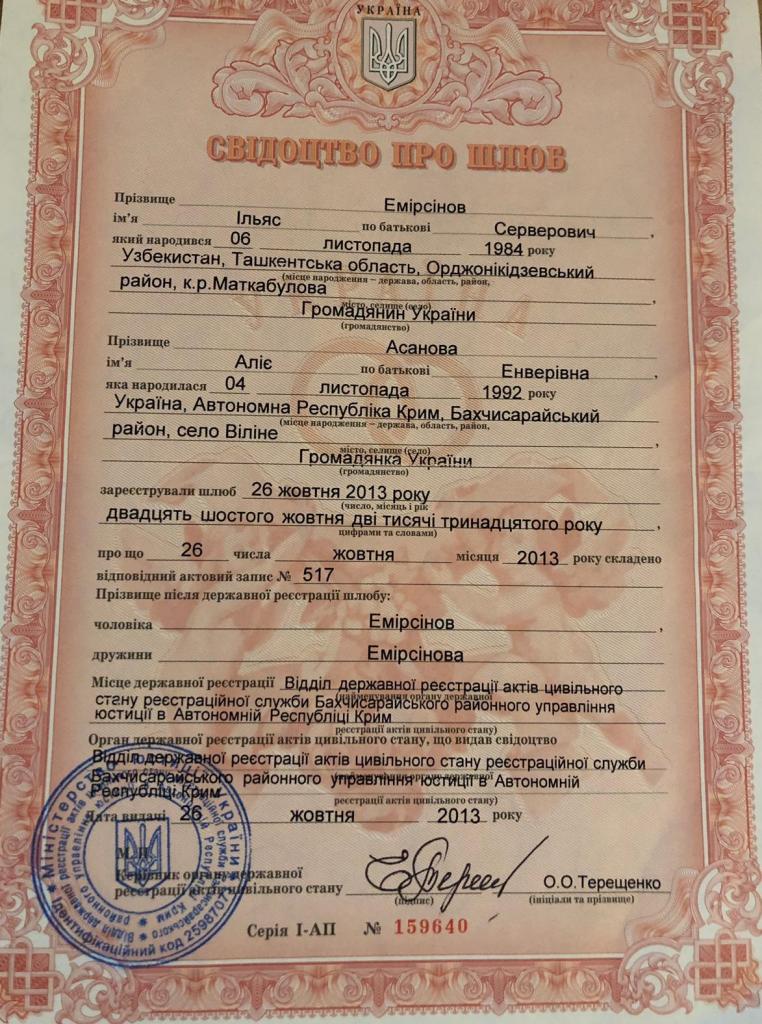 УКРАЇНА
СВІДОЦТВО ПРО ШЛЮБ
Прізвище Емірсінов
ім'я Ільяс по батькові Серверович,
який народився 06 листопада 1984 року
Узбекистан, Ташкентська область, Орджонікідзевський
(місце народження – держава, область, район,
район, к.р.Маткабулова,
місто, селище (село)
Громадянин України
(громадянство)
Прізвище Асанова
ім'я Аліє по батькові Енверівна,
яка народилася 04 листопада 1992 року
Україна, Автономна Республіка Крим, Бахчисарайський
(місце народження – держава, область, район,
район, село Віліне,
місто, селище (село)
Громадянка України
(громадянство)
зареєстрували шлюб 26 жовтня 2013 року
(число, місяць і рік
двадцять шостого жовтня дві тисячі тринадцятого року,
цифрами та словами)
про що 26 числа жовтня місяця 2013 року складено
відповідний актовий запис № 517
Прізвище після державної реєстрації шлюбу:
чоловіка Емірсінов,
дружини Емірсінова
Місце державної реєстрації Відділ державної реєстрації актів цивільного
(найменування органу державної
стану реєстраційної служби Бахчисарайського районного управління
юстиції в Автономній Республіці Крим
реєстрації актів цивільного стану)
Орган державної реєстрації актів цивільного стану, що видав свідоцтво
Відділ державної реєстрації актів цивільного стану реєстраційної служби
Бахчисарайського районного управління юстиції в Автономній
Республіці Крим
реєстрації актів цивільного стану)
Дата видачі 26 жовтня 2013 року
М.П.
Керівник органу державної
реєстрації актів цивільного стану О.О.Терещенко
(підпис) (ініціали та прізвище)
Серія І-АП № 159640
Міністерство юстиції України
Ідентифікаційний код 2598707